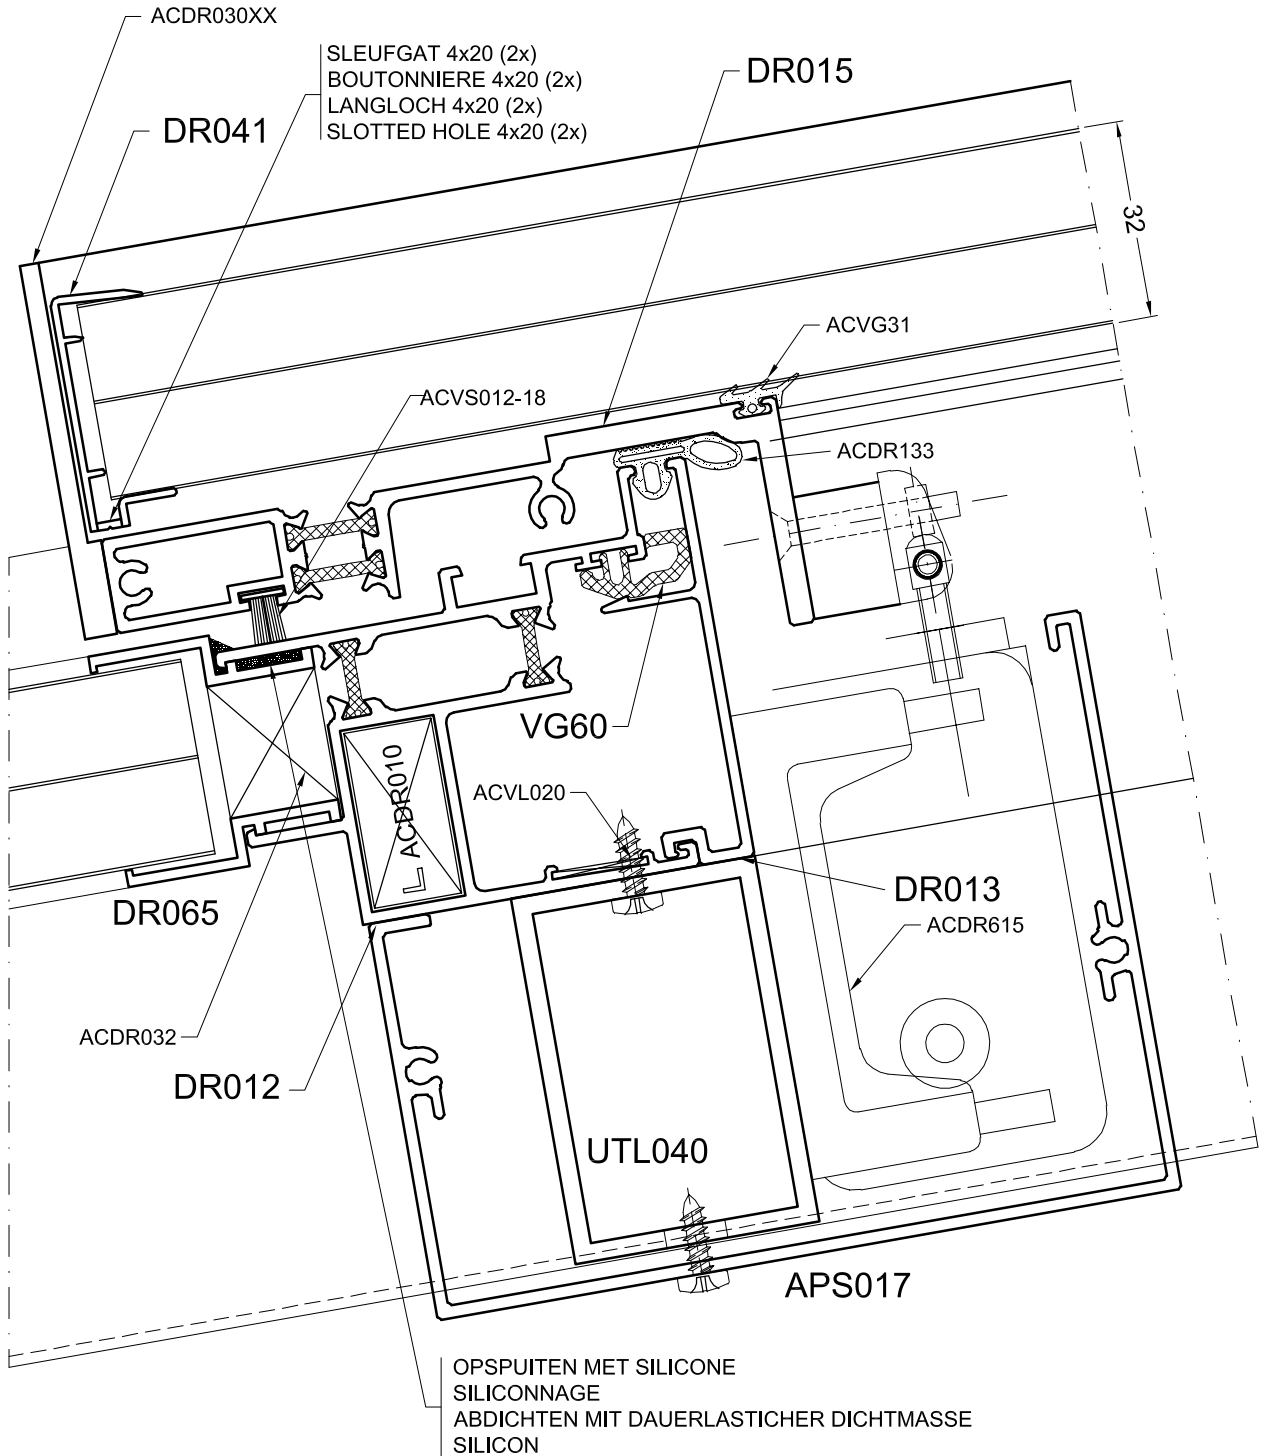 ACDR030XX
SLEUFGAT 4x20 (2x)
BOUTONNIERE 4x20 (2x)
LANGLOCH 4x20 (2x)
SLOTTED HOLE 4x20 (2x)
DR015
DR041
32
ACVG31
ACVS012-18
ACDR133
VG60
ACDR010
ACVL020
DR013
DR065
ACDR615
ACDR032
DR012
UTL040
APS017
OPSPUITEN MET SILICONE
SILICONNAGE
ABDICHTEN MIT DAUERLASTICHER DICHTMASSE
SILICON